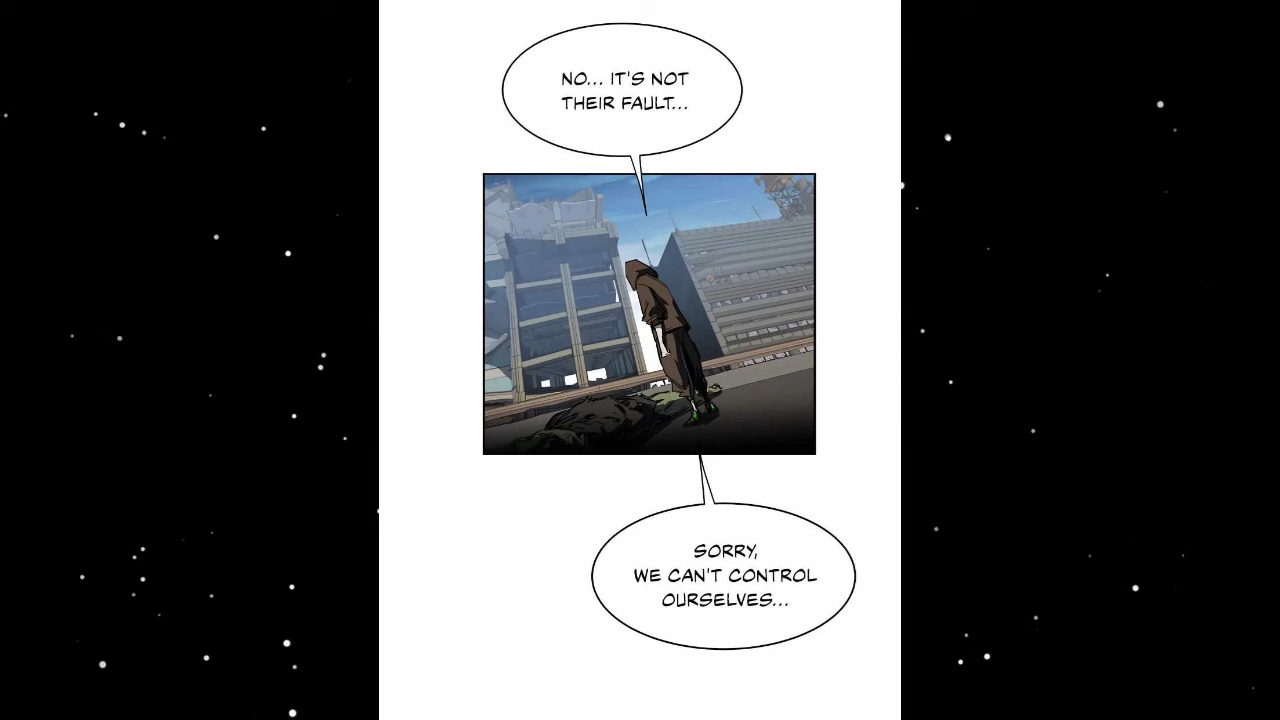 NO... IT'S NOT
THEIR FAULT...
SORRY,
WE CAN'T CONTROL
OURSELVES...